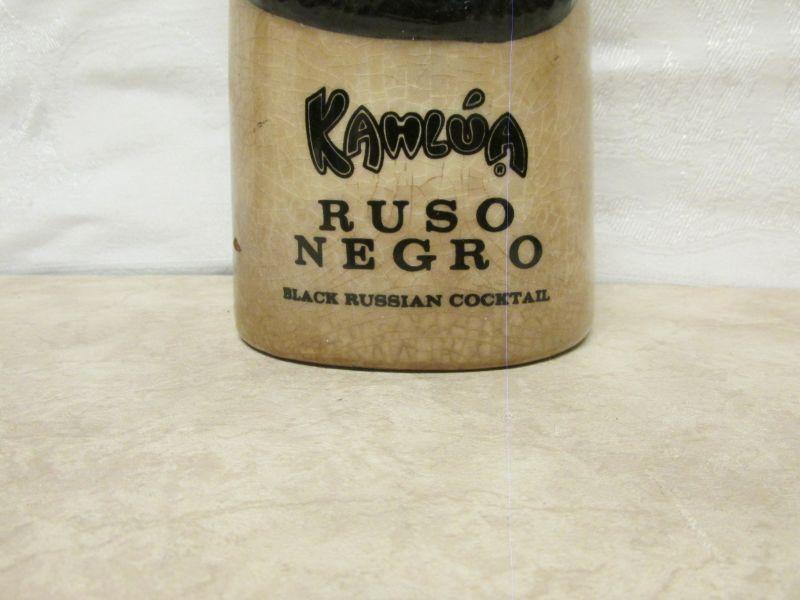 KAHLÚA ®
RUSO
NEGRO
BLACK RUSSIAN COCKTAIL